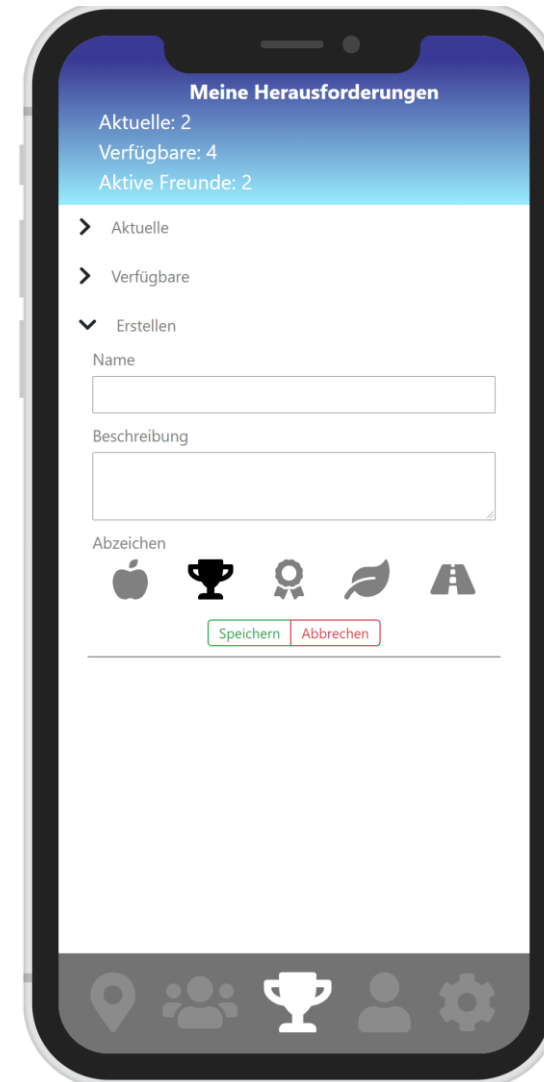 Meine Herausforderungen
Aktuelle: 2
Verfügbare: 4
Aktive Freunde: 2
Aktuelle
Verfügbare
Erstellen
Name
Beschreibung
Abzeichen
Speichern Abbrechen